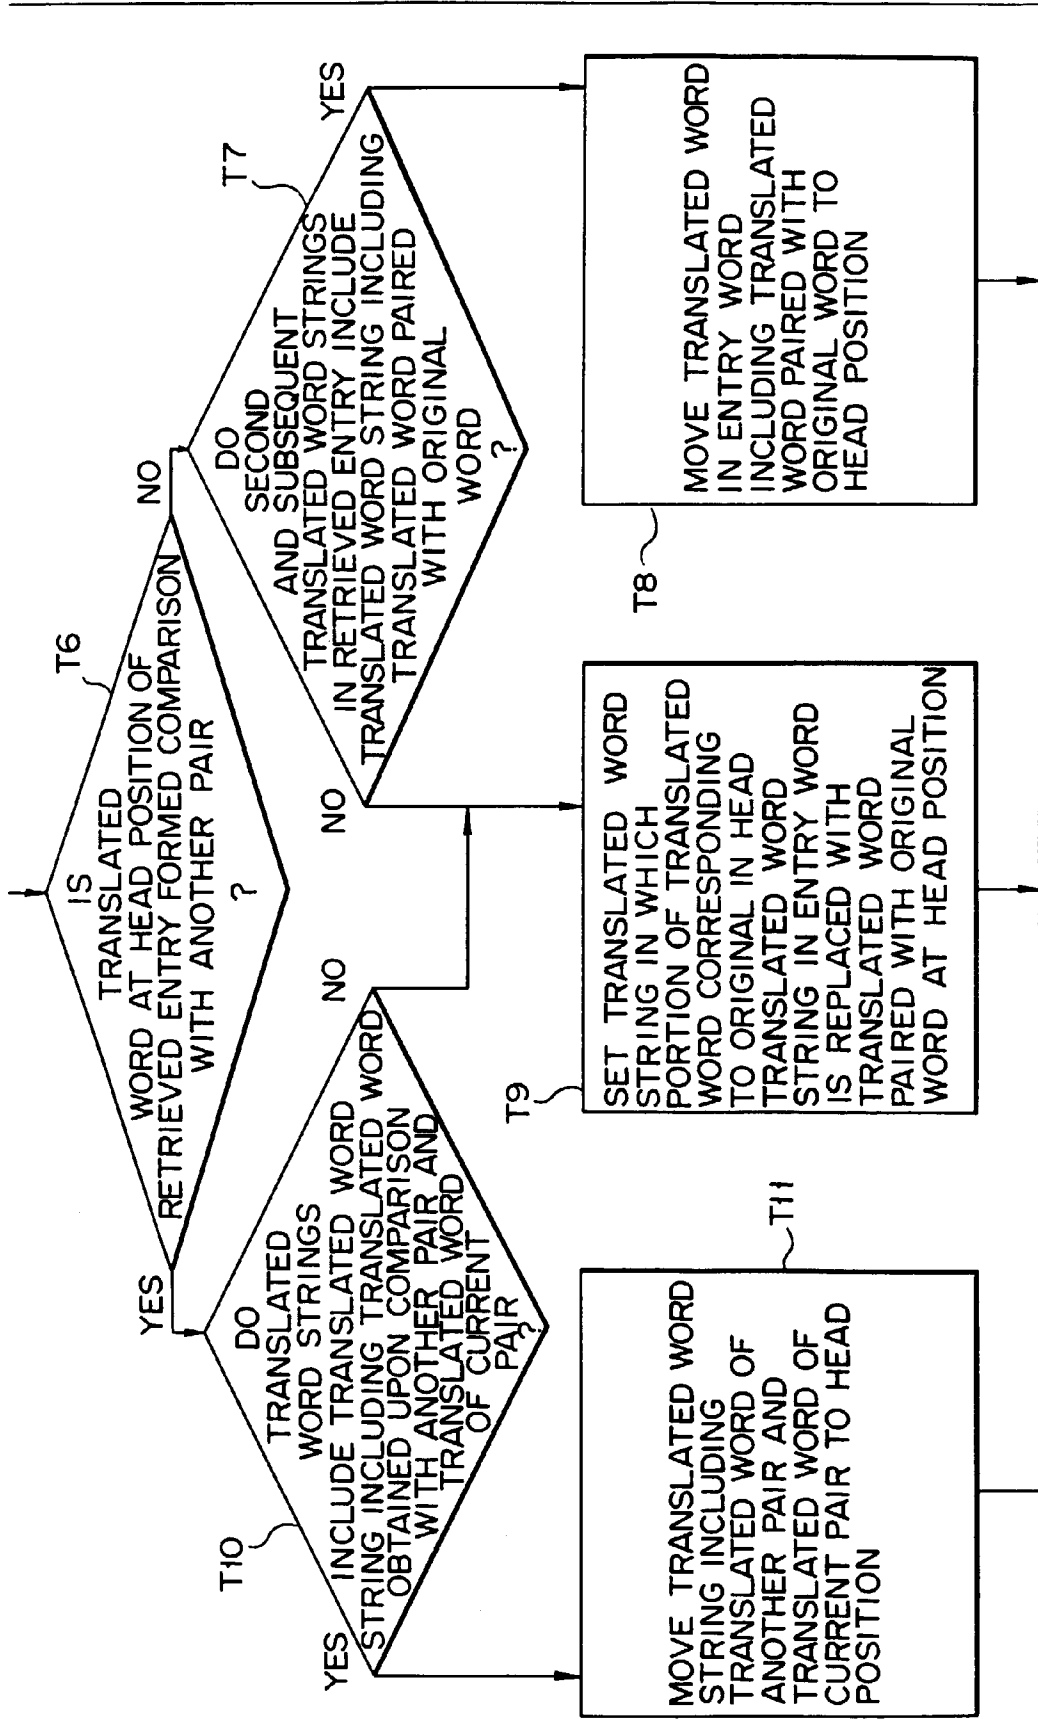 T6
IS
TRANSLATED
WORD AT HEAD POSITION OF
RETRIEVED ENTRY FORMED COMPARISON
WITH ANOTHER PAIR
?
YES
NO
T10
DO
TRANSLATED
WORD STRINGS
INCLUDE TRANSLATED WORD
STRING INCLUDING TRANSLATED WORD
OBTAINED UPON COMPARISON
WITH ANOTHER PAIR AND
TRANSLATED WORD
OF CURRENT
PAIR
?
YES
NO
T7
DO
SECOND
AND SUBSEQUENT
TRANSLATED WORD STRINGS
IN RETRIEVED ENTRY INCLUDE
TRANSLATED WORD STRING INCLUDING
TRANSLATED WORD PAIRED
WITH ORIGINAL
WORD
?
NO
YES
T11
MOVE TRANSLATED WORD
STRING INCLUDING
TRANSLATED WORD OF
ANOTHER PAIR AND
TRANSLATED WORD OF
CURRENT PAIR TO HEAD
POSITION
T9
SET TRANSLATED WORD
STRING IN WHICH
PORTION OF TRANSLATED
WORD CORRESPONDING
TO ORIGINAL IN HEAD
TRANSLATED WORD
STRING IN ENTRY WORD
IS REPLACED WITH
TRANSLATED WORD
PAIRED WITH ORIGINAL
WORD AT HEAD POSITION
T8
MOVE TRANSLATED WORD
IN ENTRY WORD
INCLUDING TRANSLATED
WORD PAIRED WITH
ORIGINAL WORD TO
HEAD POSITION